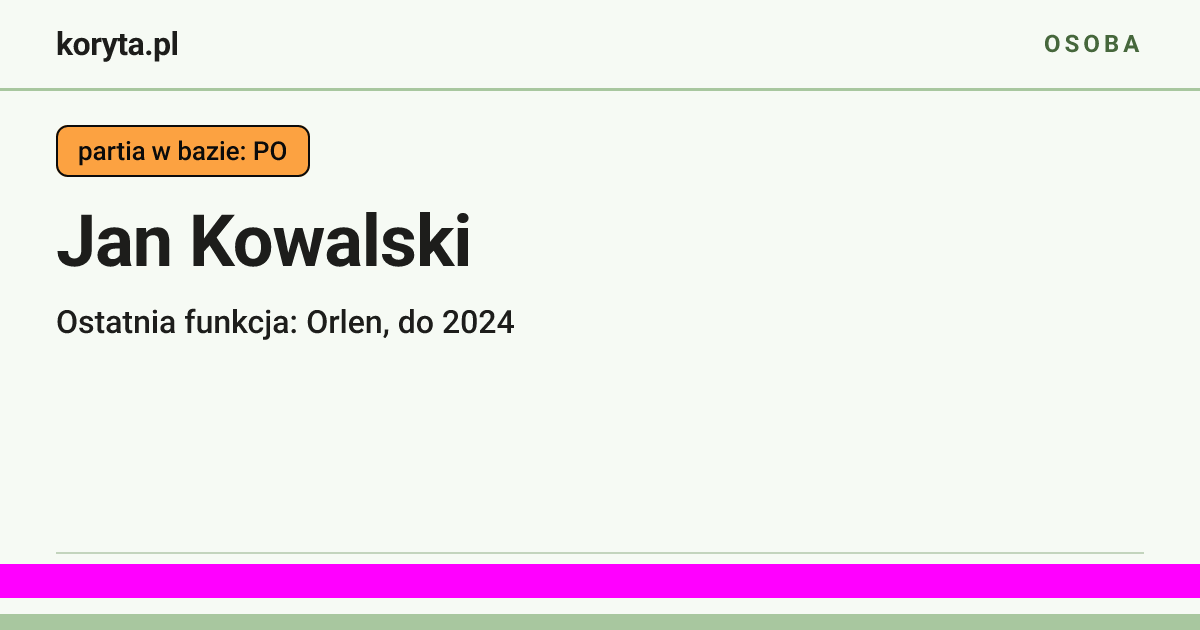 koryta.pl
OSOBA
partia w bazie: PO
Jan Kowalski
Ostatnia funkcja: Orlen, do 2024